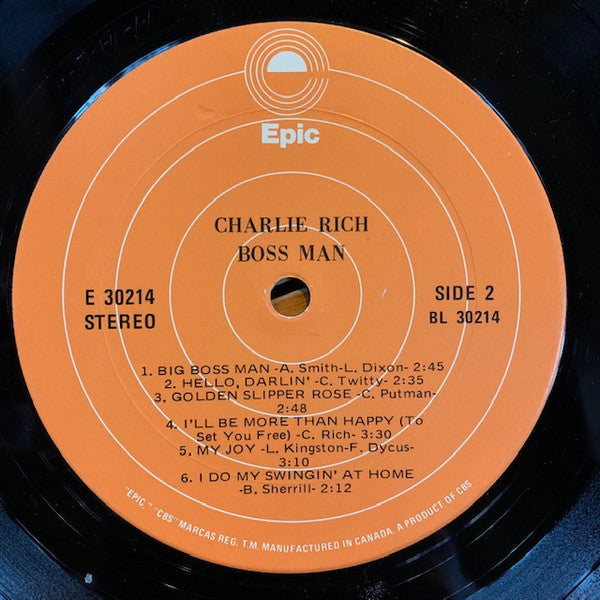 Epic
CHARLIE RICH
BOSS MAN
E 30214
STEREO
SIDE 2
BL 30214
1. BIG BOSS MAN -A. Smith-L. Dixon- 2:45
2. HELLO, DARLIN' -C. Twitty- 2:35
3. GOLDEN SLIPPER ROSE -C. Putman-
2:48
4. I'LL BE MORE THAN HAPPY (To
Set You Free) -C. Rich- 3:30
5. MY JOY -L. Kingston-F. Dycus-
3:10
6. I DO MY SWINGIN' AT HOME
-B. Sherrill- 2:12
"EPIC," "CBS" MARCAS REG. T.M. MANUFACTURED IN CANADA. A PRODUCT OF CBS